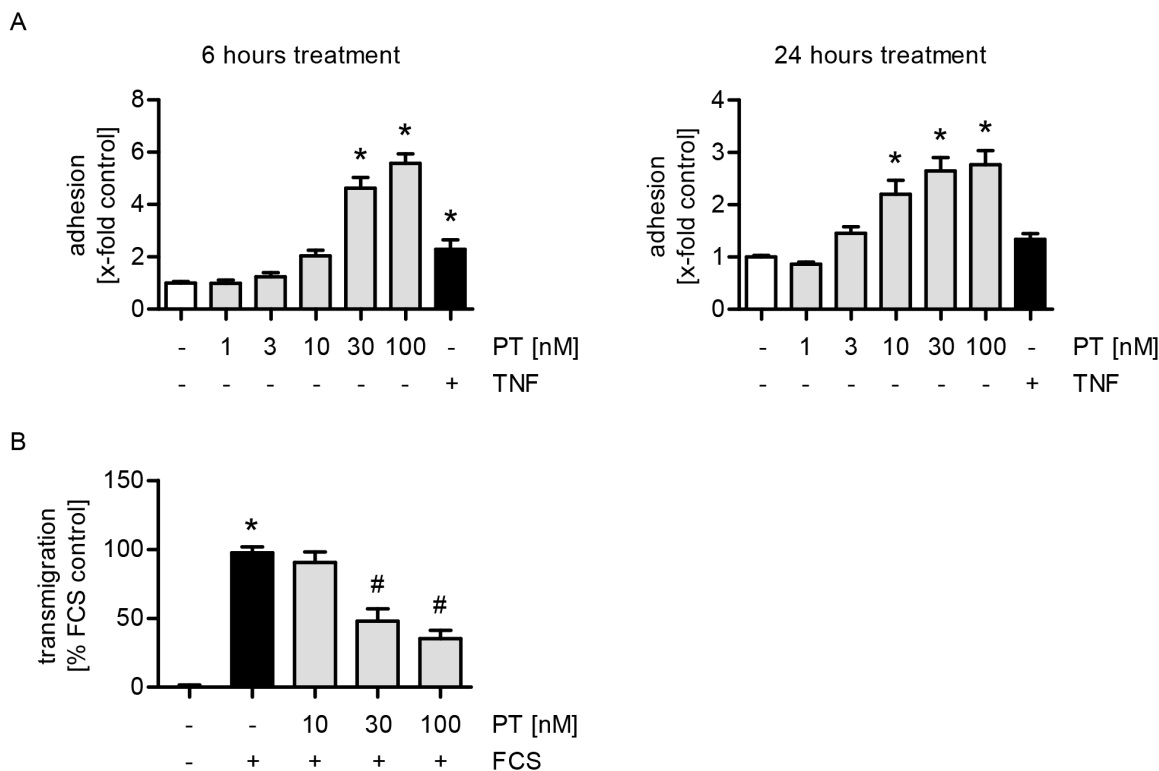 A
6 hours treatment
adhesion
[x-fold control]
8
6
4
2
0
* * *
- 1 3 10 30 100 - PT [nM]
- - - - - - + TNF
24 hours treatment
adhesion
[x-fold control]
4
3
2
1
0
* * *
- 1 3 10 30 100 - PT [nM]
- - - - - - + TNF
B
transmigration
[% FCS control]
150
100
50
0
* # #
- - 10 30 100 PT [nM]
- + + + + FCS